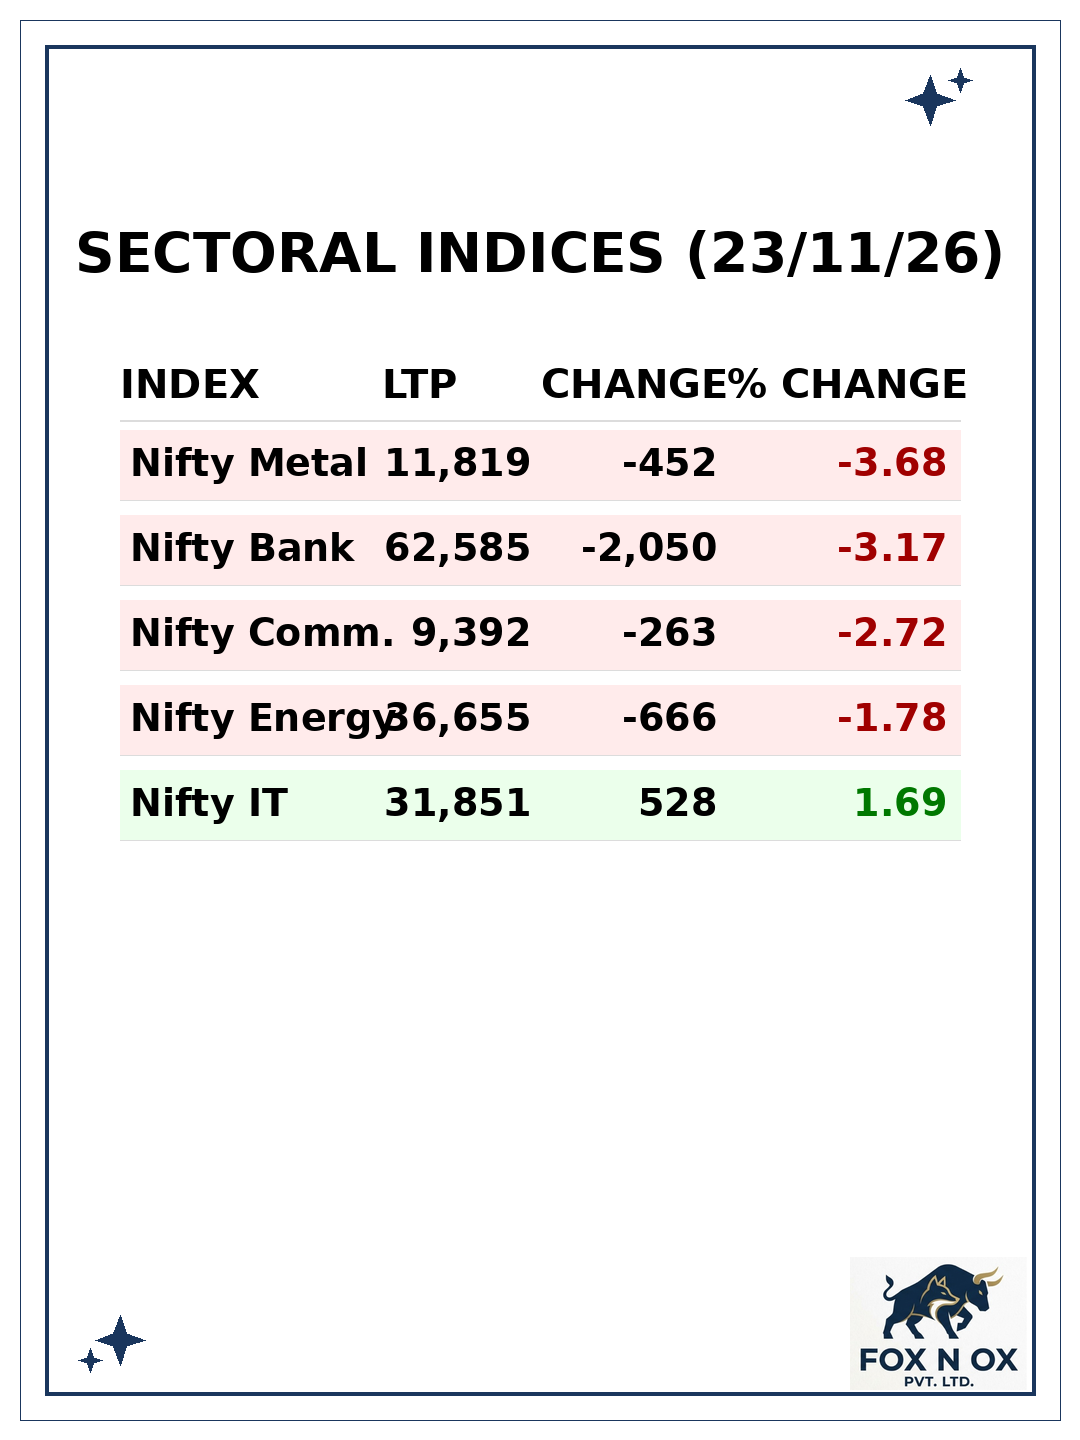 SECTORAL INDICES (23/11/26)
INDEX LTP CHANGE % CHANGE
Nifty Metal 11,819 -452 -3.68
Nifty Bank 62,585 -2,050 -3.17
Nifty Comm. 9,392 -263 -2.72
Nifty Energy 36,655 -666 -1.78
Nifty IT 31,851 528 1.69
FOX N OX
PVT. LTD.